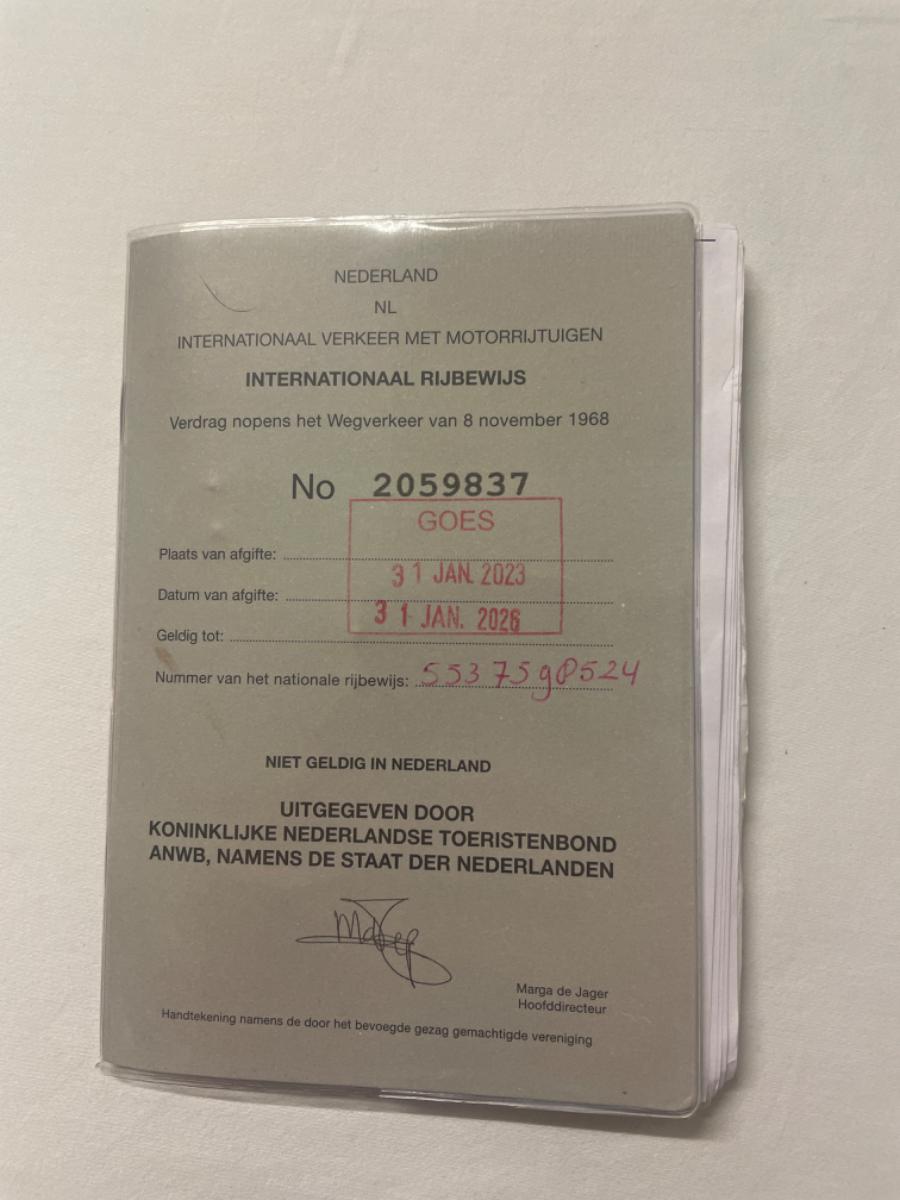 NEDERLAND
NL
INTERNATIONAAL VERKEER MET MOTORRIJTUIGEN
INTERNATIONAAL RIJBEWIJS
Verdrag nopens het Wegverkeer van 8 november 1968
No 2059837
GOES
Plaats van afgifte:
31 JAN. 2023
Datum van afgifte:
31 JAN. 2026
Geldig tot:
Nummer van het nationale rijbewijs:
NIET GELDIG IN NEDERLAND
UITGEGEVEN DOOR
KONINKLIJKE NEDERLANDSE TOERISTENBOND
ANWB, NAMENS DE STAAT DER NEDERLANDEN
Marga de Jager
Hoofddirecteur
Handtekening namens de door het bevoegde gezag gemachtigde vereniging